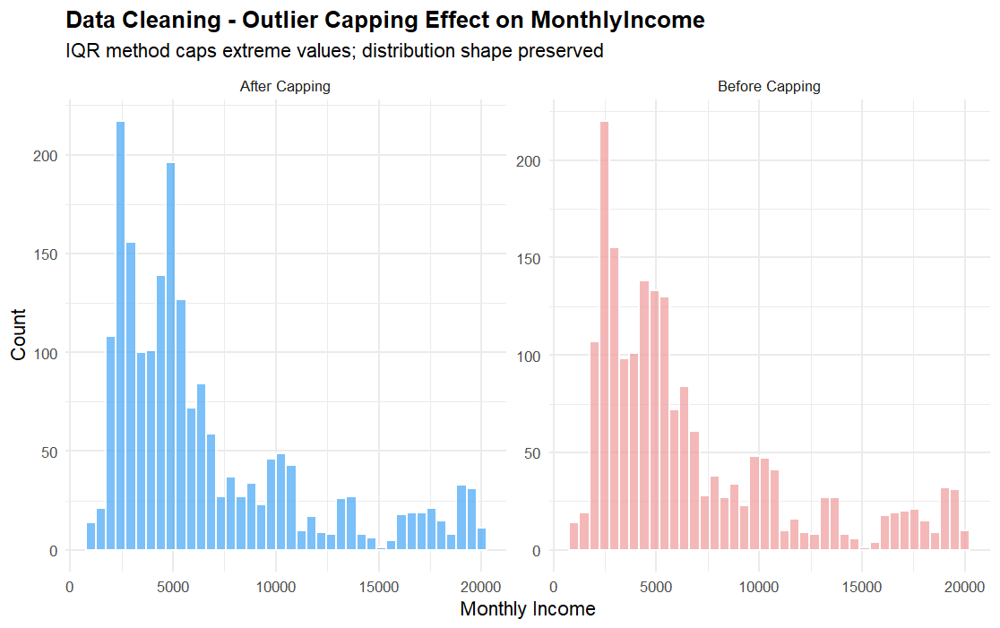 Data Cleaning - Outlier Capping Effect on MonthlyIncome
IQR method caps extreme values; distribution shape preserved
After Capping
Before Capping
Count
200
150
100
50
0
200
150
100
50
0
0 5000 10000 15000 20000
0 5000 10000 15000 20000
Monthly Income